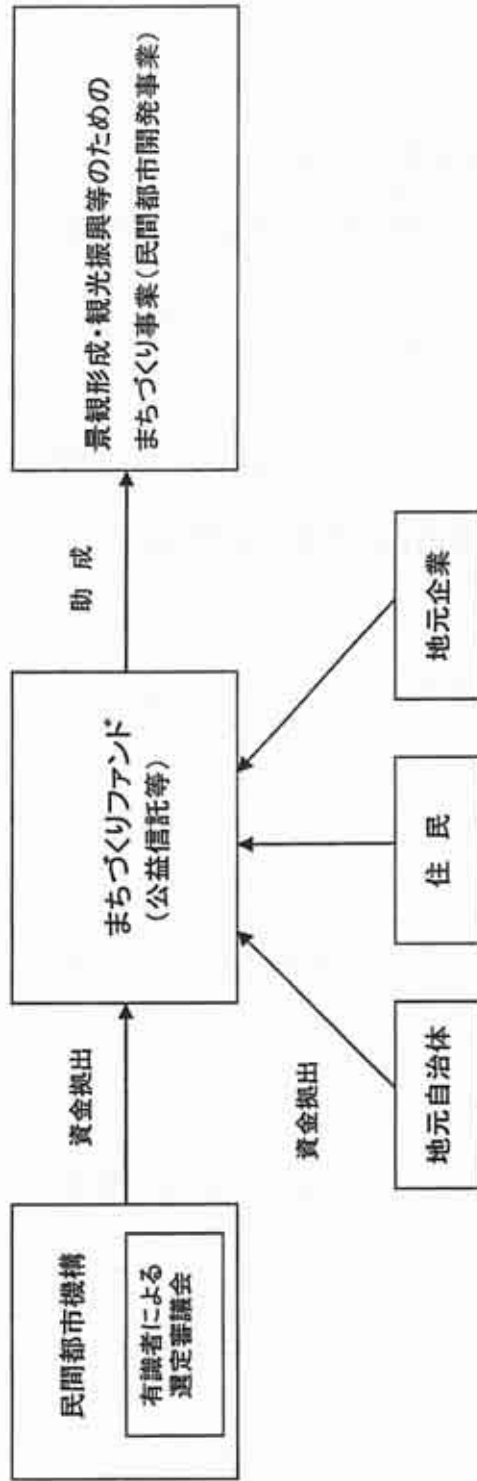 民間都市機構
有識者による
選定審議会
資金拠出
まちづくりファンド
(公益信託等)
助 成
景観形成・観光振興等のための
まちづくり事業(民間都市開発事業)
資金拠出
地元自治体
住 民
地元企業